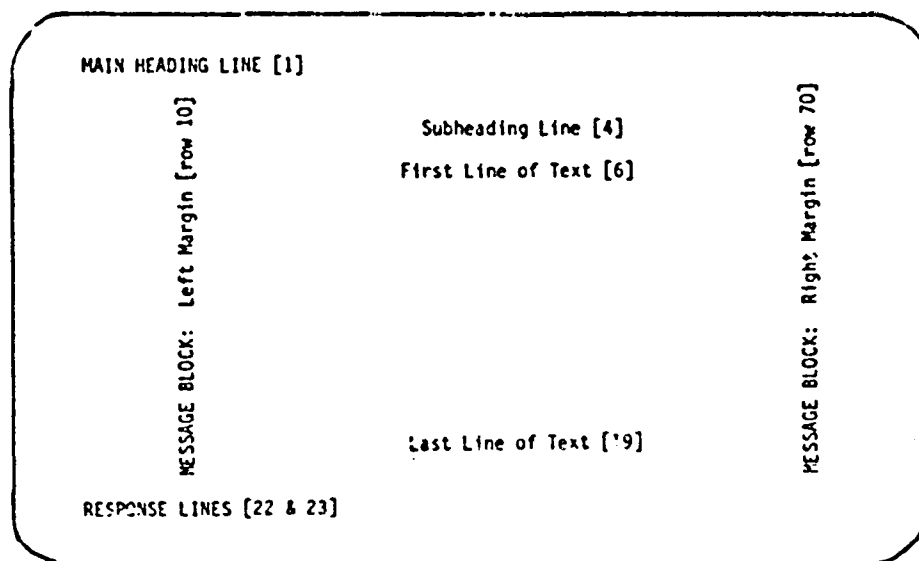 MAIN HEADING LINE [1]
Subheading Line [4]
First Line of Text [6]
MESSAGE BLOCK: Left Margin [row 10]
MESSAGE BLOCK: Right Margin [row 70]
Last Line of Text ['9]
RESPONSE LINES [22 & 23]